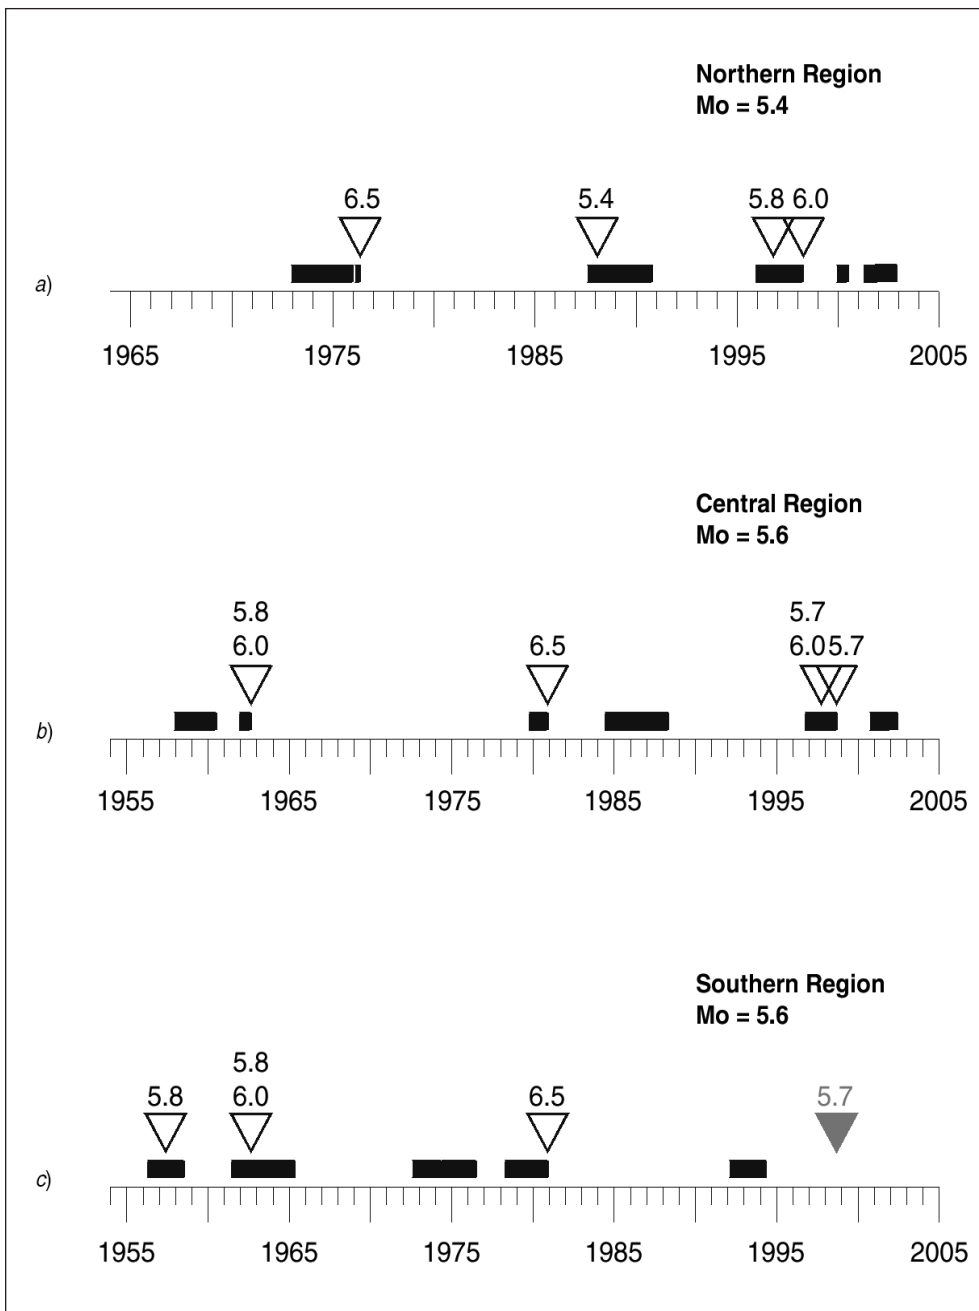 Northern Region
Mo = 5.4
6.5 5.4 5.8 6.0
a)
1965 1975 1985 1995 2005
Central Region
Mo = 5.6
5.8 5.7
6.0 6.5 6.0 5.7
b)
1955 1965 1975 1985 1995 2005
Southern Region
Mo = 5.6
5.8
5.8 6.0 6.5 5.7
c)
1955 1965 1975 1985 1995 2005